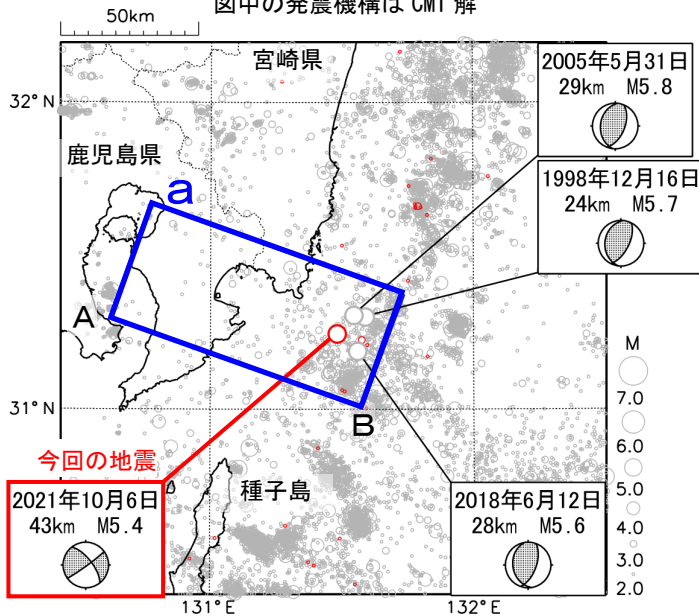 図中の発震機構は CMT 解
50km
宮崎県
2005年5月31日
29km M5.8
32°N
鹿児島県
1998年12月16日
24km M5.7
a
A
M
7.0
6.0
5.0
4.0
3.0
2.0
31°N
B
今回の地震
2021年10月6日
43km M5.4
種子島
2018年6月12日
28km M5.6
131°E
132°E